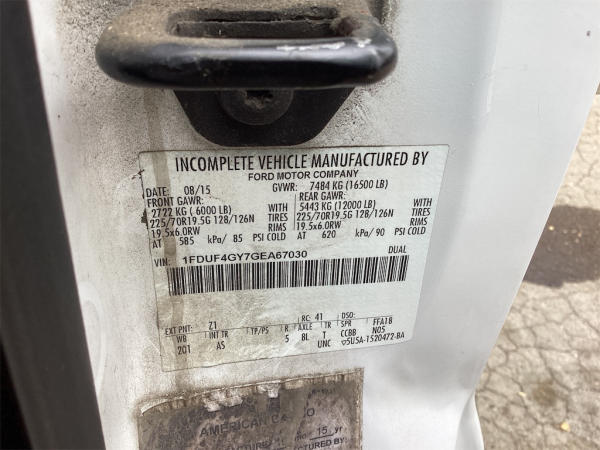 INCOMPLETE VEHICLE MANUFACTURED BY
FORD MOTOR COMPANY
DATE: 08/15 GVWR: 7484 KG (16500 LB)
FRONT GAWR: REAR GAWR:
2722 KG ( 6000 LB) 5443 KG (12000 LB)
225/70R19.5G 128/126N TIRES 225/70R19.5G 128/126N TIRES
19.5x6.0RW RIMS 19.5x6.0RW RIMS
AT 585 kPa/ 85 PSI COLD AT 620 kPa/90 PSI COLD
VIN: 1FDUF4GY7GEA67030 DUAL
EXT PNT: Z1 RC: 41 DSO:
WB INT TR TP/PS R AXLE TR SPR FFA18
201 AS 5 BL T CCBB N05
UNC 5USA-1520472-BA
AMERICAN
15 yr